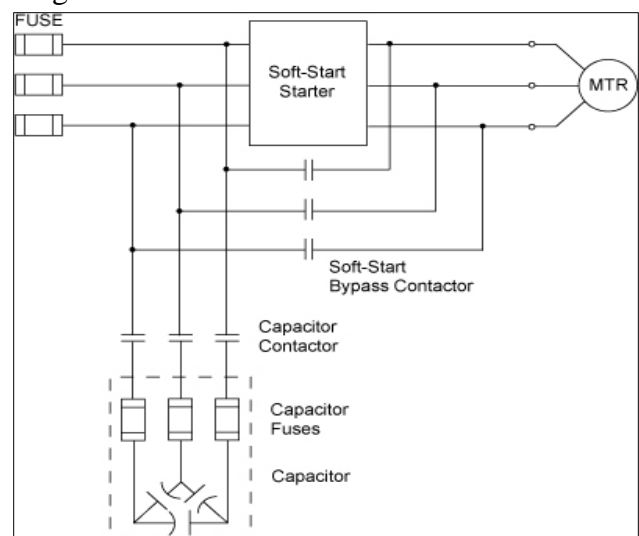 FUSE
Soft-Start
Starter
MTR
Soft-Start
Bypass Contactor
Capacitor
Contactor
Capacitor
Fuses
Capacitor